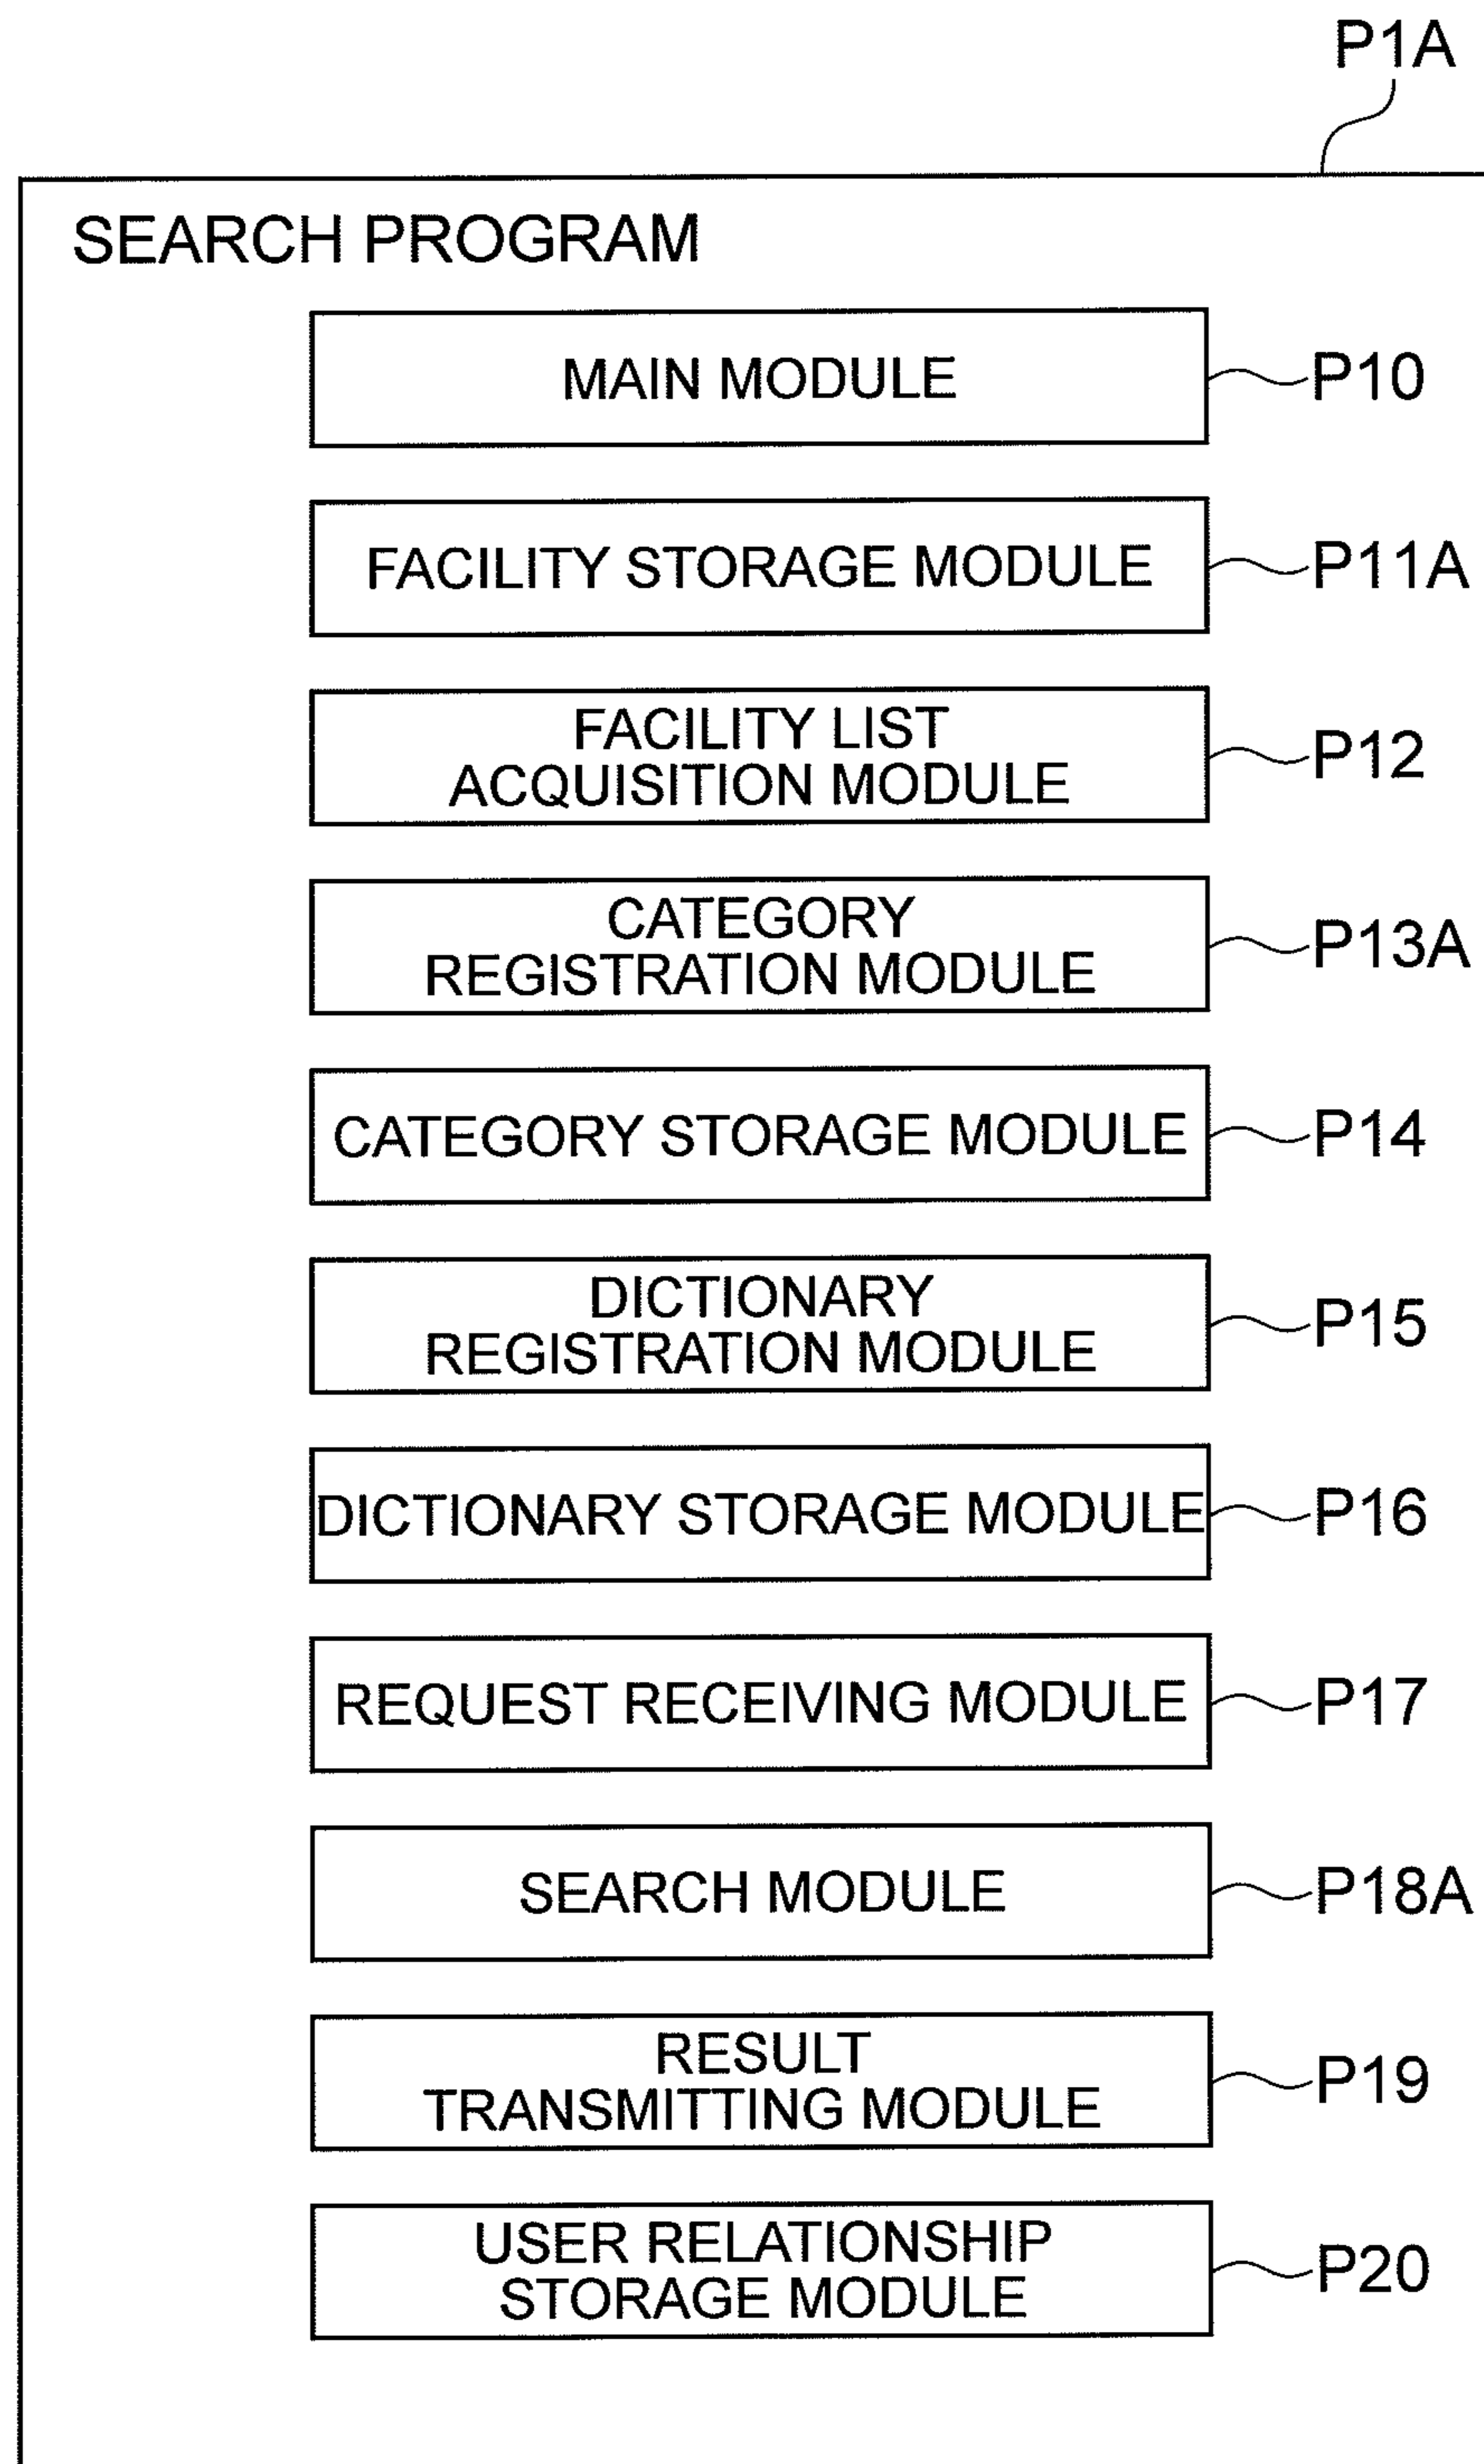 P1A
SEARCH PROGRAM
MAIN MODULE
P10
FACILITY STORAGE MODULE
P11A
FACILITY LIST
ACQUISITION MODULE
P12
CATEGORY
REGISTRATION MODULE
P13A
CATEGORY STORAGE MODULE
P14
DICTIONARY
REGISTRATION MODULE
P15
DICTIONARY STORAGE MODULE
P16
REQUEST RECEIVING MODULE
P17
SEARCH MODULE
P18A
RESULT
TRANSMITTING MODULE
P19
USER RELATIONSHIP
STORAGE MODULE
P20